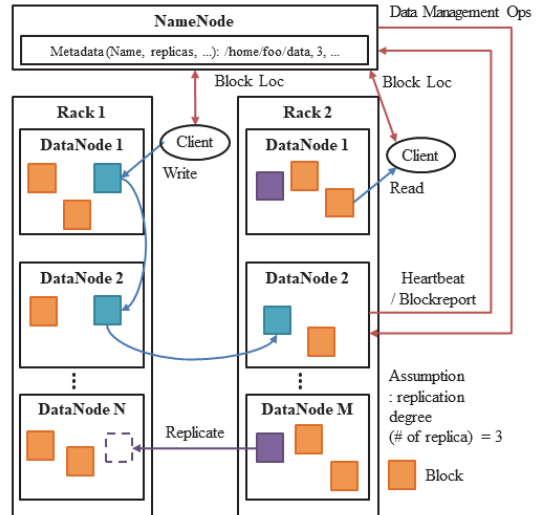 NameNode
Data Management Ops
Metadata (Name, replicas, ...): /home/foo/data, 3, ...
Block Loc
Block Loc
Rack 1
Rack 2
DataNode 1
Client
DataNode 1
Client
Write
Read
DataNode 2
DataNode 2
Heartbeat
/ Blockreport
Assumption
: replication
degree
(# of replica) = 3
DataNode N
Replicate
DataNode M
Block